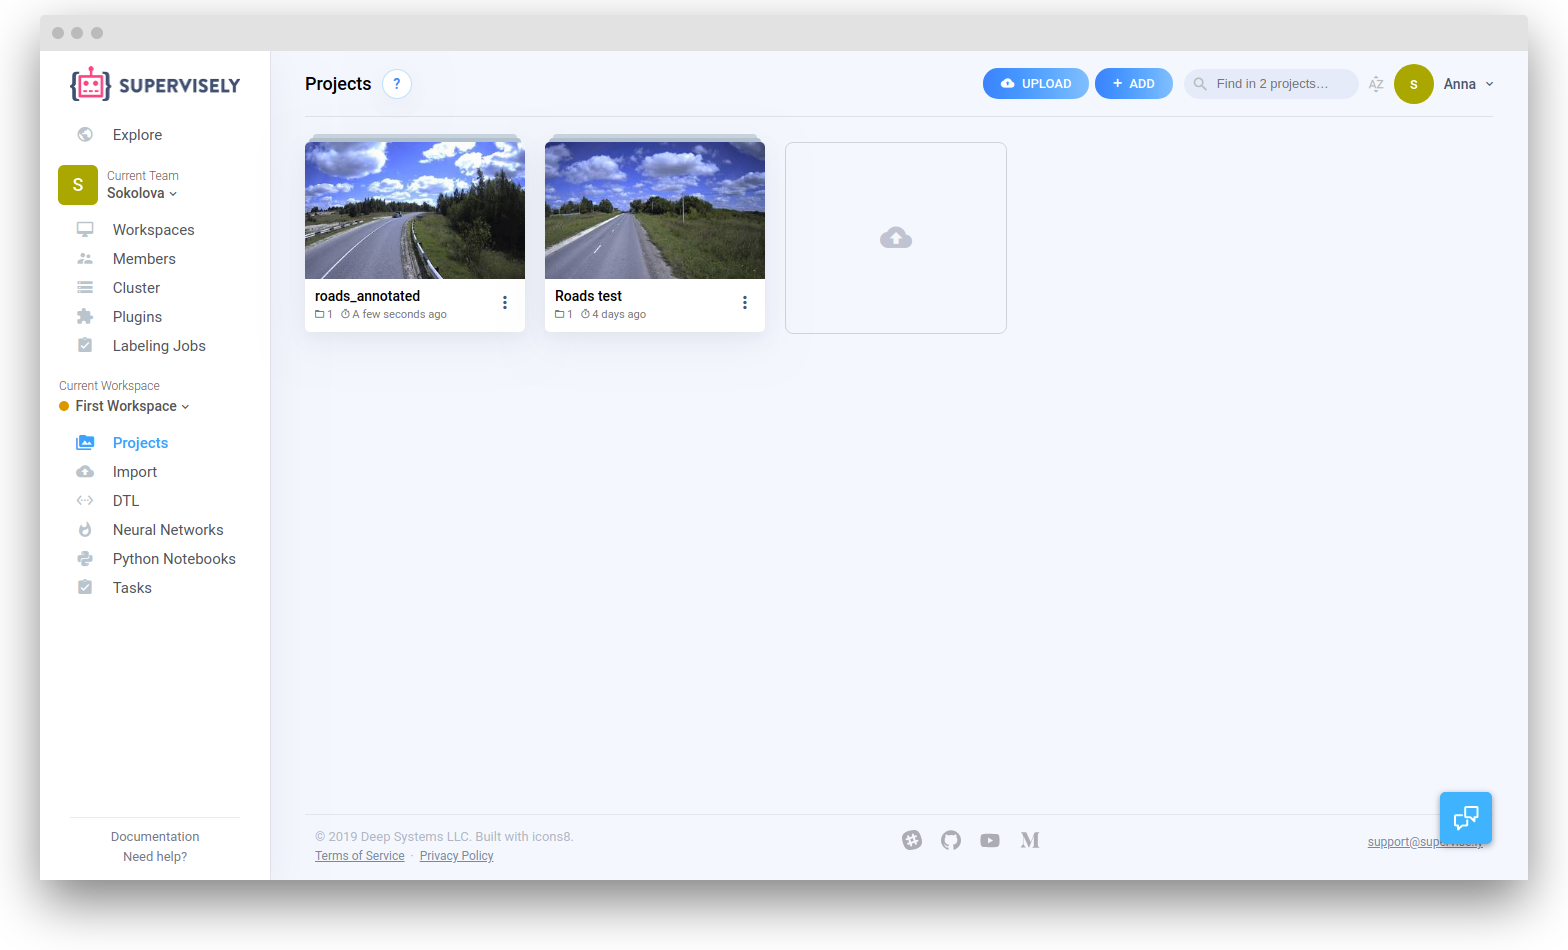 SUPERVISELY
Explore
S
Current Team
Sokolova
Workspaces
Members
Cluster
Plugins
Labeling Jobs
Current Workspace
First Workspace
Projects
Import
DTL
Neural Networks
Python Notebooks
Tasks
Documentation
Need help?
Projects ?
UPLOAD
+ ADD
Find in 2 projects…
AZ
S
Anna
roads_annotated
1 A few seconds ago
Roads test
1 4 days ago
© 2019 Deep Systems LLC. Built with icons8.
Terms of Service · Privacy Policy
M
support@supervise.ly